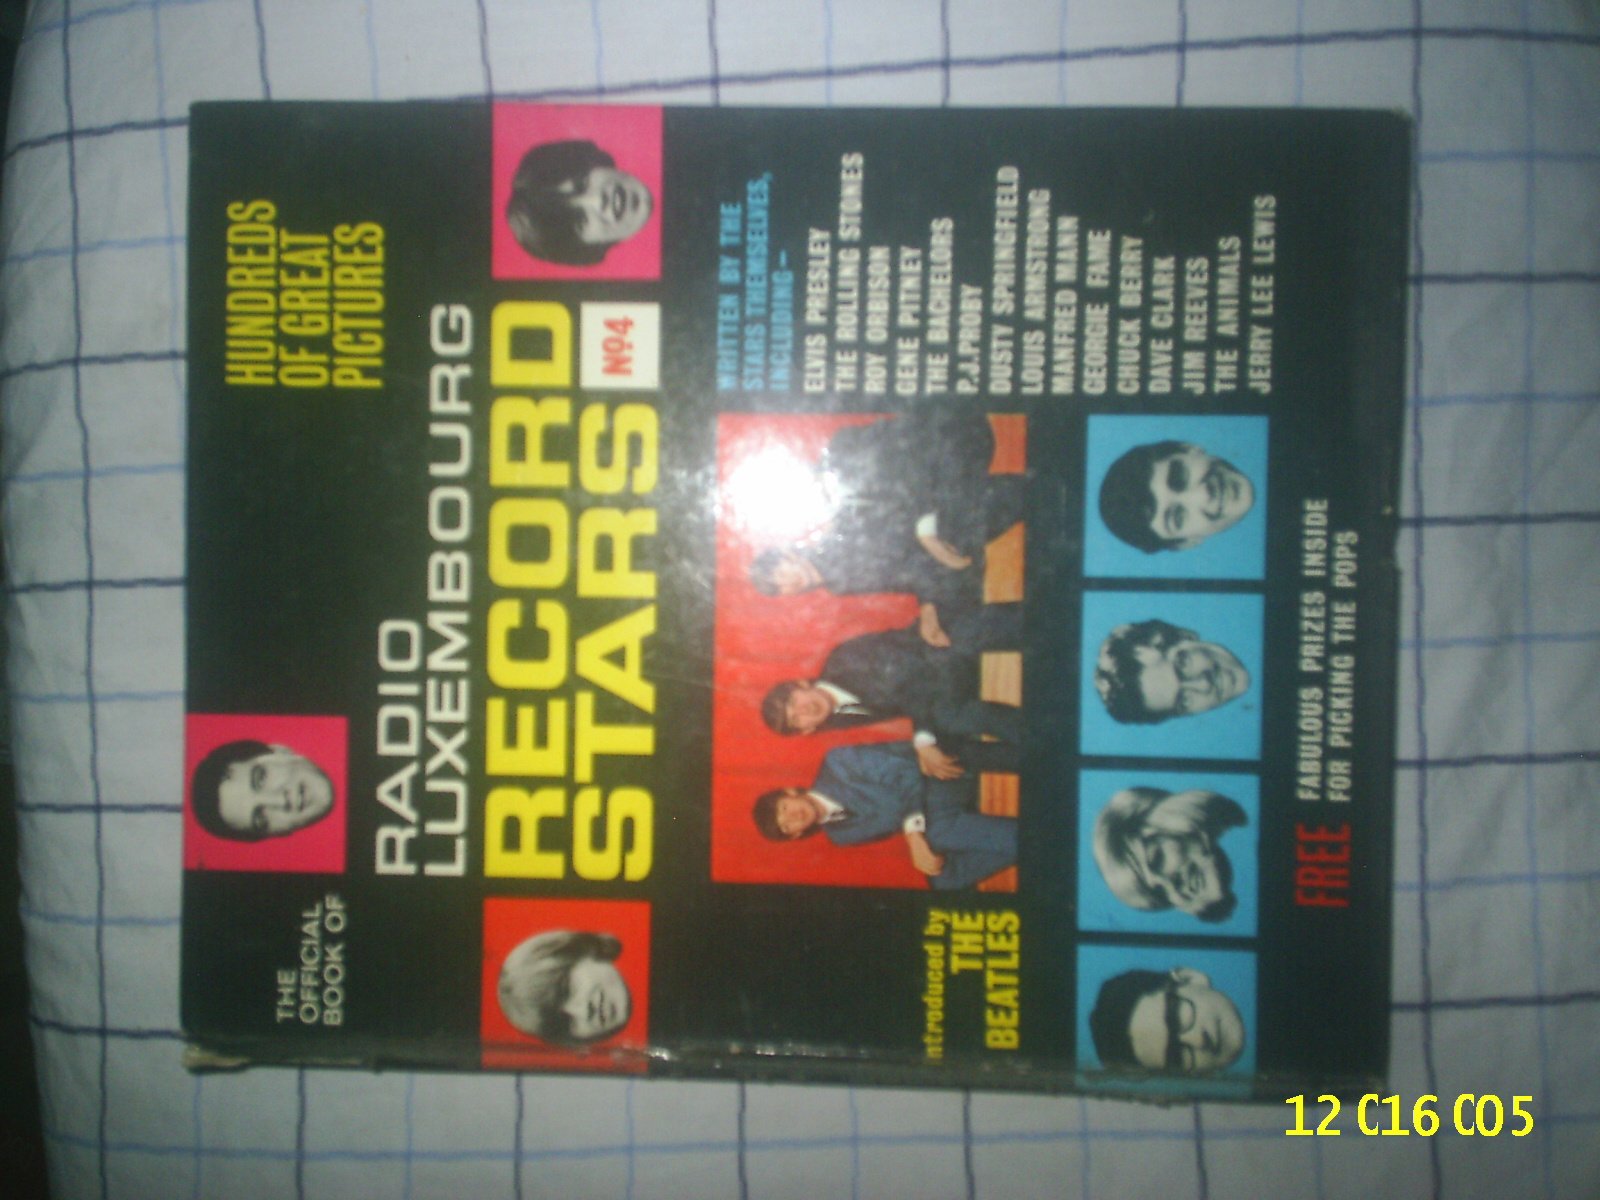 THE
OFFICIAL
BOOK OF
HUNDREDS
OF GREAT
PICTURES
RADIO
LUXEMBOURG
RECORD
STARS
Nº4
introduced by
THE
BEATLES
WRITTEN BY THE
STARS THEMSELVES,
INCLUDING—
ELVIS PRESLEY
THE ROLLING STONES
ROY ORBISON
GENE PITNEY
THE BACHELORS
P.J.PROBY
DUSTY SPRINGFIELD
LOUIS ARMSTRONG
MANFRED MANN
GEORGIE FAME
CHUCK BERRY
DAVE CLARK
JIM REEVES
THE ANIMALS
JERRY LEE LEWIS
FREE
FABULOUS PRIZES INSIDE
FOR PICKING THE POPS